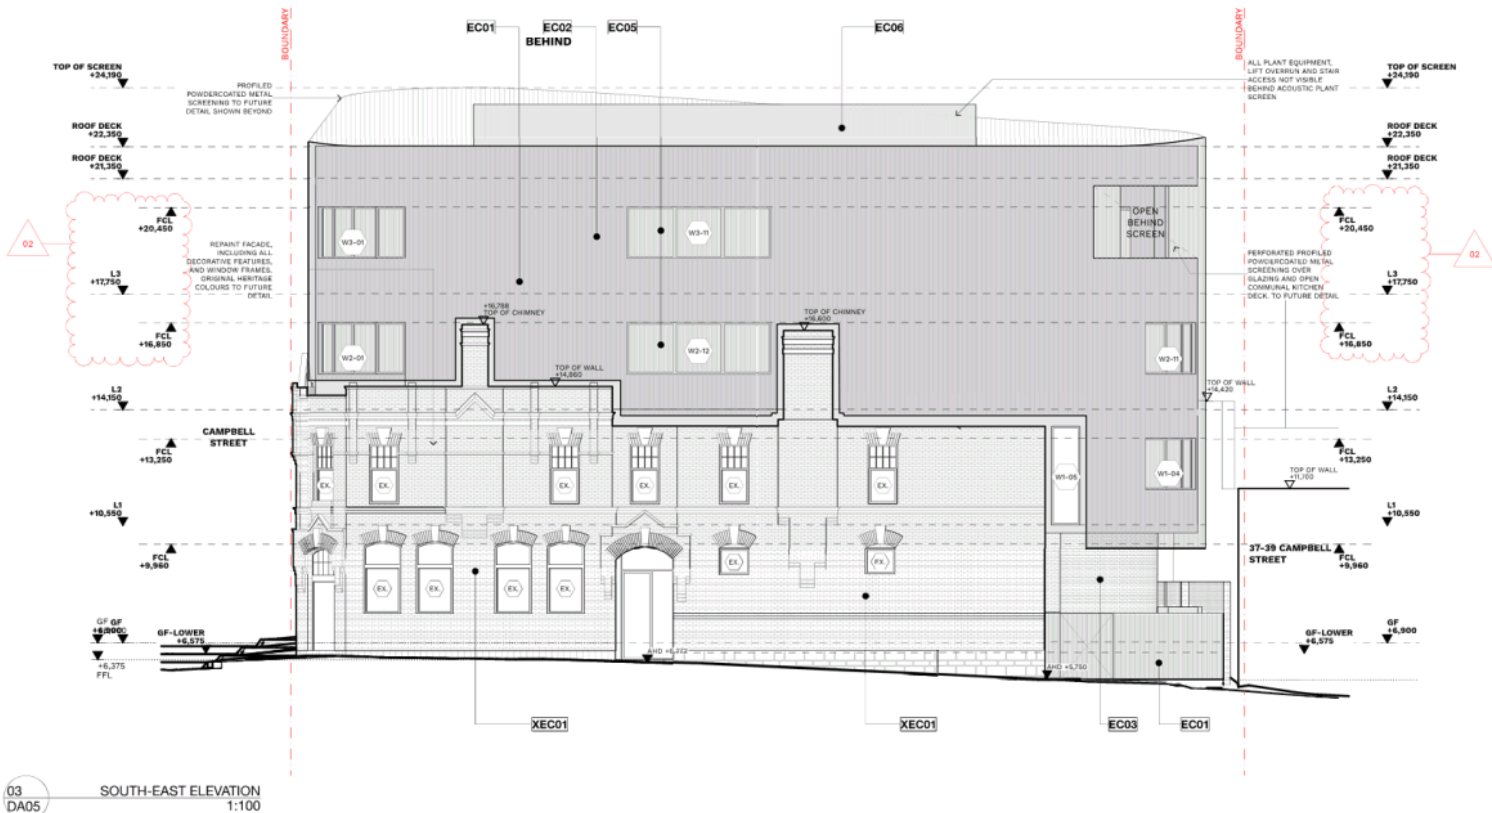 BOUNDARY
EC01
EC02
BEHIND
EC05
EC06
BOUNDARY
TOP OF SCREEN
+24,190
PROFILED
POWDERCOATED METAL
SCREENING TO FUTURE
DETAIL SHOWN BEYOND
ALL PLANT EQUIPMENT,
LIFT OVERRUN AND STAIR
ACCESS NOT VISIBLE
BEHIND ACOUSTIC PLANT
SCREEN
TOP OF SCREEN
+24,190
ROOF DECK
+22,350
ROOF DECK
+22,350
ROOF DECK
+21,350
ROOF DECK
+21,350
02
FCL
+20,450
REPAINT FACADE,
INCLUDING ALL
DECORATIVE FEATURES,
AND WINDOW FRAMES.
ORIGINAL HERITAGE
COLOURS TO FUTURE
DETAIL
W3-01
W3-11
OPEN
BEHIND
SCREEN
PERFORATED PROFILED
POWDERCOATED METAL
SCREENING OVER
GLAZING AND OPEN
COMMUNAL KITCHEN
DECK. TO FUTURE DETAIL
FCL
+20,450
02
L3
+17,750
L3
+17,750
+16,788
TOP OF CHIMNEY
TOP OF CHIMNEY
+16,600
FCL
+16,850
FCL
+16,850
W2-01
W2-12
W2-11
TOP OF WALL
+14,860
TOP OF WALL
+14,420
L2
+14,150
L2
+14,150
CAMPBELL
STREET
FCL
+13,250
FCL
+13,250
EX.
EX.
EX.
EX.
EX.
EX.
W1-05
W1-04
TOP OF WALL
+11,700
L1
+10,550
L1
+10,550
FCL
+9,960
37-39 CAMPBELL
STREET
FCL
+9,960
EX.
EX.
EX.
EX.
EX.
GF
GF
+6,900
GF-LOWER
+6,575
GF-LOWER
+6,575
GF
+6,900
+6,375
FFL
AHD +5,750
XEC01
XEC01
EC03
EC01
03
DA05
SOUTH-EAST ELEVATION
1:100